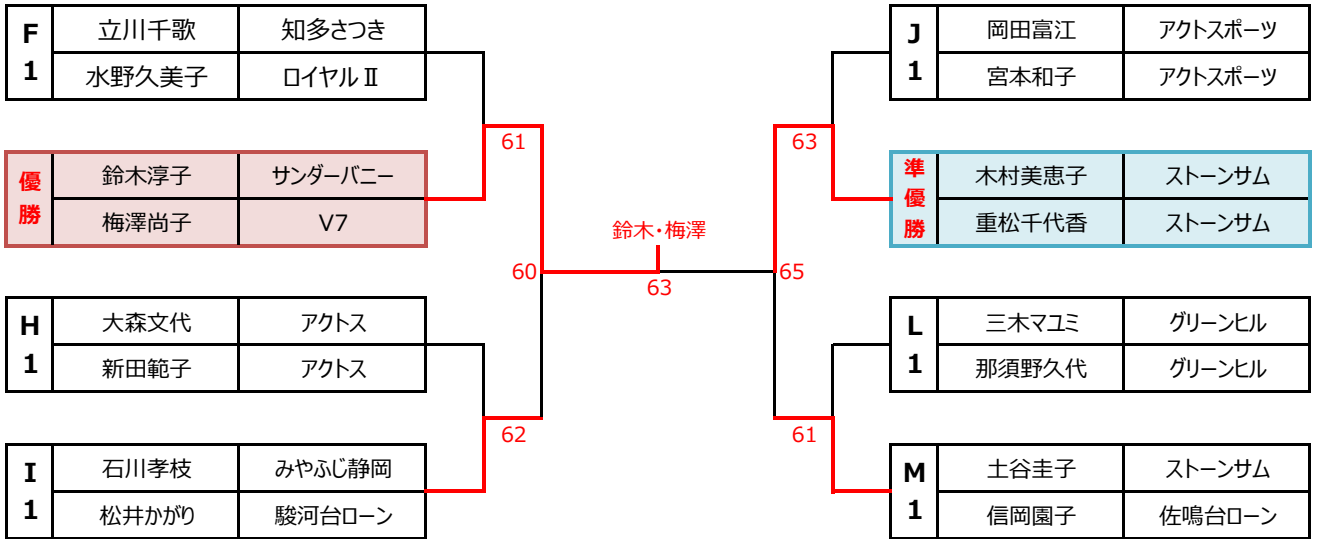 F 立川千歌 知多さつき
1 水野久美子 ロイヤルⅡ
61
優勝 鈴木淳子 サンダーバニー
梅澤尚子 V7
60
H 大森文代 アクトス
1 新田範子 アクトス
62
I 石川孝枝 みやふじ静岡
1 松井かがり 駿河台ローン
鈴木・梅澤
63
J 岡田富江 アクトスポーツ
1 宮本和子 アクトスポーツ
63
準優勝 木村美恵子 ストーンサム
重松千代香 ストーンサム
65
L 三木マユミ グリーンヒル
1 那須野久代 グリーンヒル
61
M 土谷圭子 ストーンサム
1 信岡園子 佐鳴台ローン